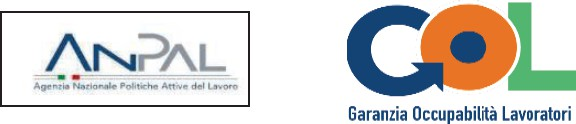 ANPAL
Agenzia Nazionale Politiche Attive del Lavoro
GOL
Garanzia Occupabilità Lavoratori